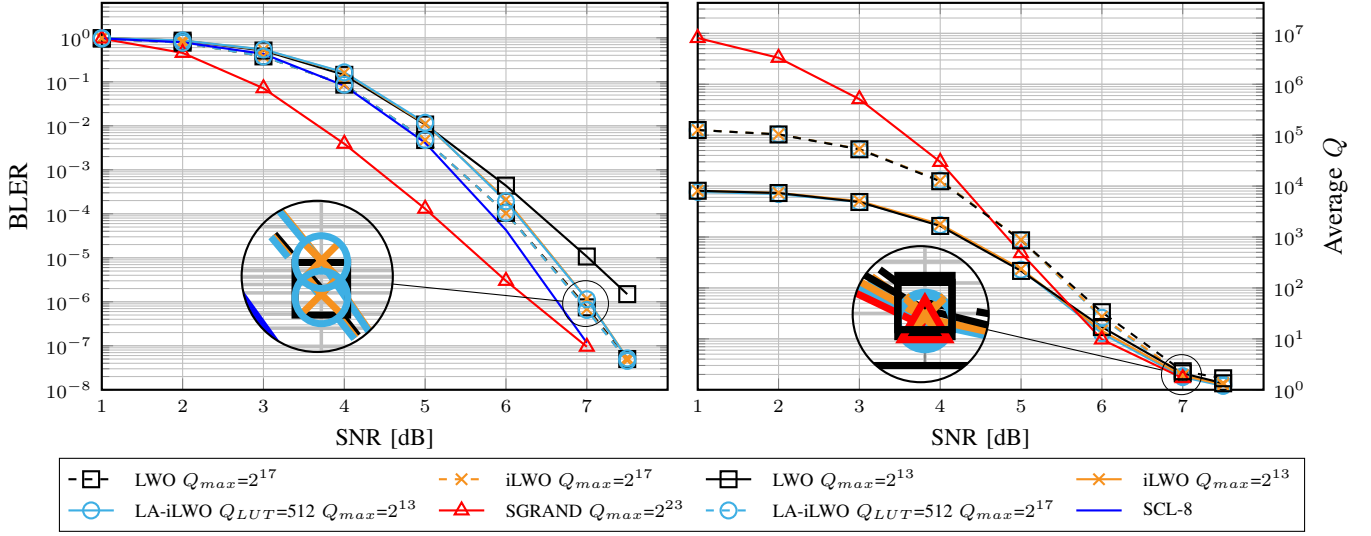 10^0
10^-1
10^-2
10^-3
10^-4
10^-5
10^-6
10^-7
10^-8
BLER
1 2 3 4 5 6 7
SNR [dB]
10^7
10^6
10^5
10^4
10^3
10^2
10^1
10^0
Average Q
1 2 3 4 5 6 7
SNR [dB]
LWO Q_max=2^17 iLWO Q_max=2^17 LWO Q_max=2^13 iLWO Q_max=2^13
LA-iLWO Q_LUT=512 Q_max=2^13 SGRAND Q_max=2^23 LA-iLWO Q_LUT=512 Q_max=2^17 SCL-8